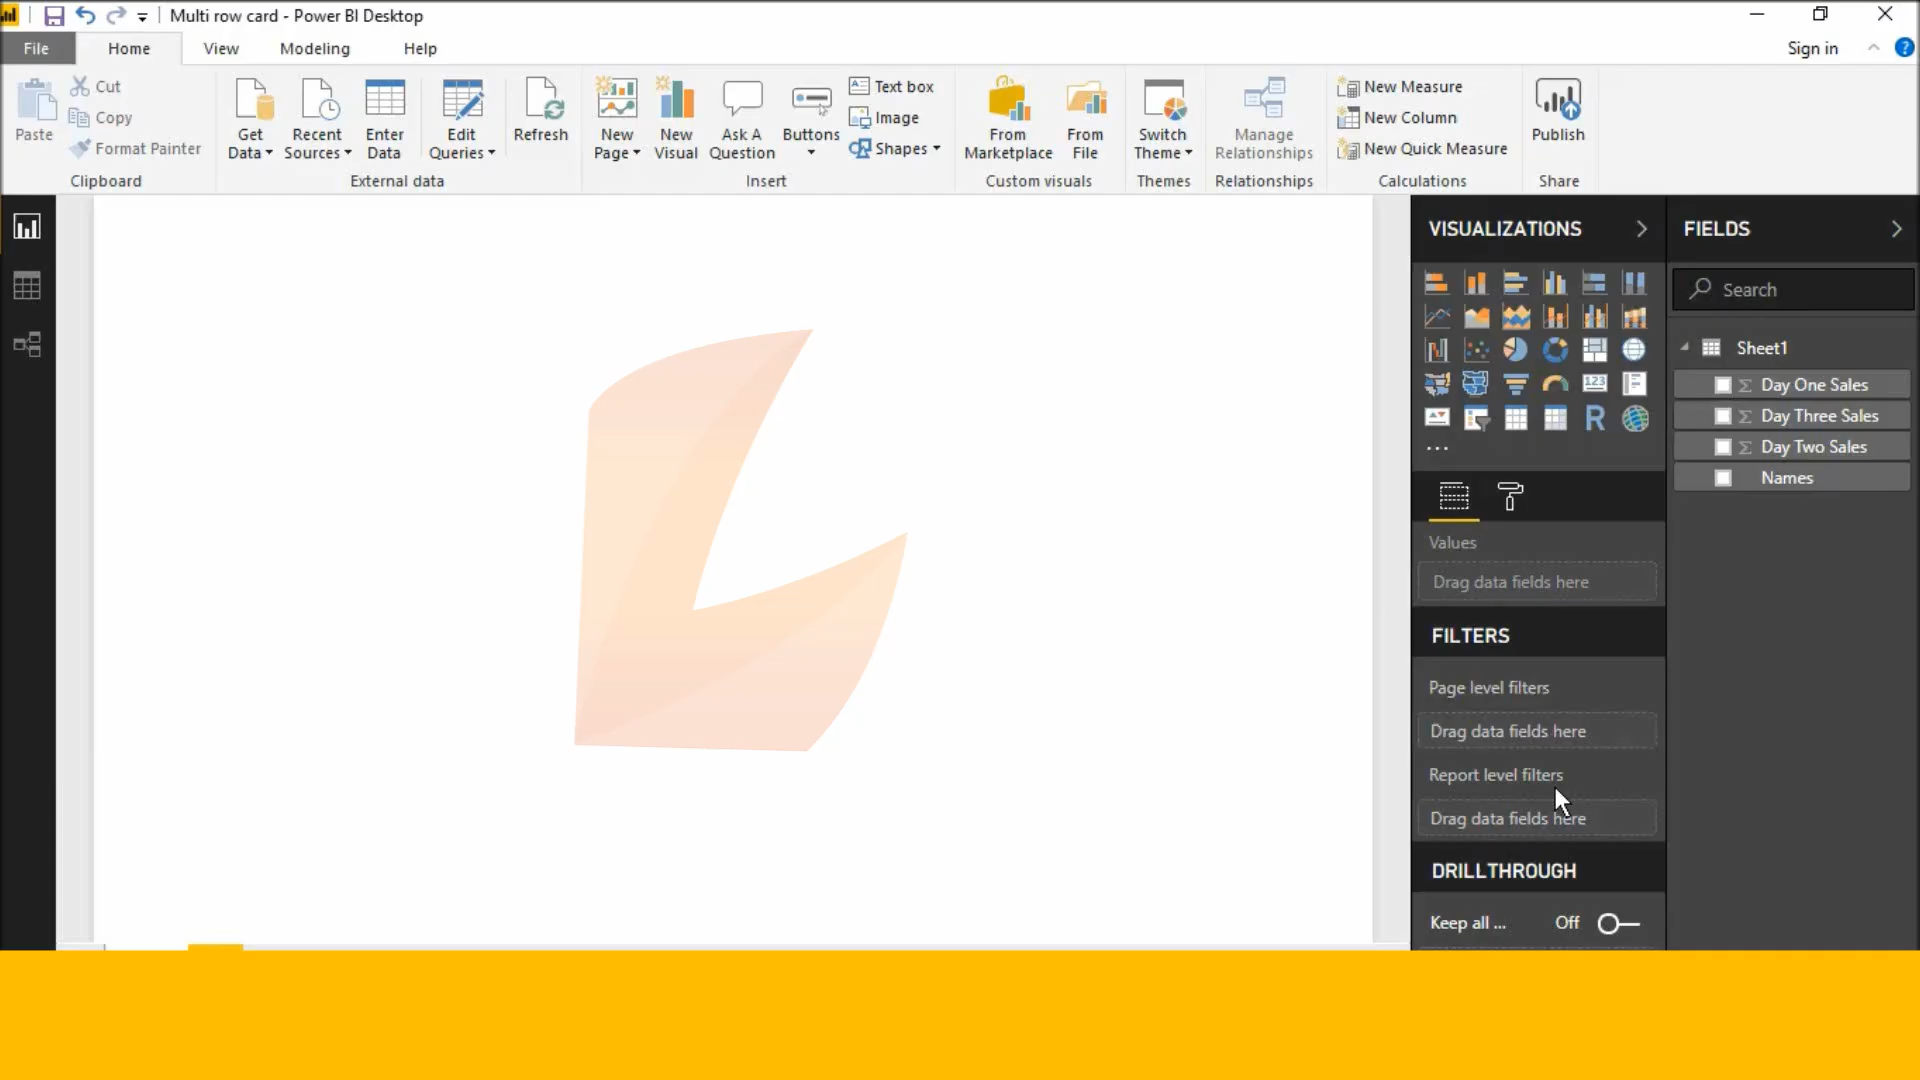 Multi row card - Power BI Desktop
File Home View Modeling Help Sign in ?
Paste Cut Copy Format Painter
Clipboard
Get Data Recent Sources Enter Data Edit Queries Refresh
External data
New Page New Visual Ask A Question Buttons Text box Image Shapes
Insert
From Marketplace From File
Custom visuals
Switch Theme
Themes
Manage Relationships
Relationships
New Measure
New Column
New Quick Measure
Calculations
Publish
Share
VISUALIZATIONS
123
R
...
Values
Drag data fields here
FILTERS
Page level filters
Drag data fields here
Report level filters
Drag data fields here
DRILLTHROUGH
Keep all ... Off
FIELDS
Search
Sheet1
Σ Day One Sales
Σ Day Three Sales
Σ Day Two Sales
Names